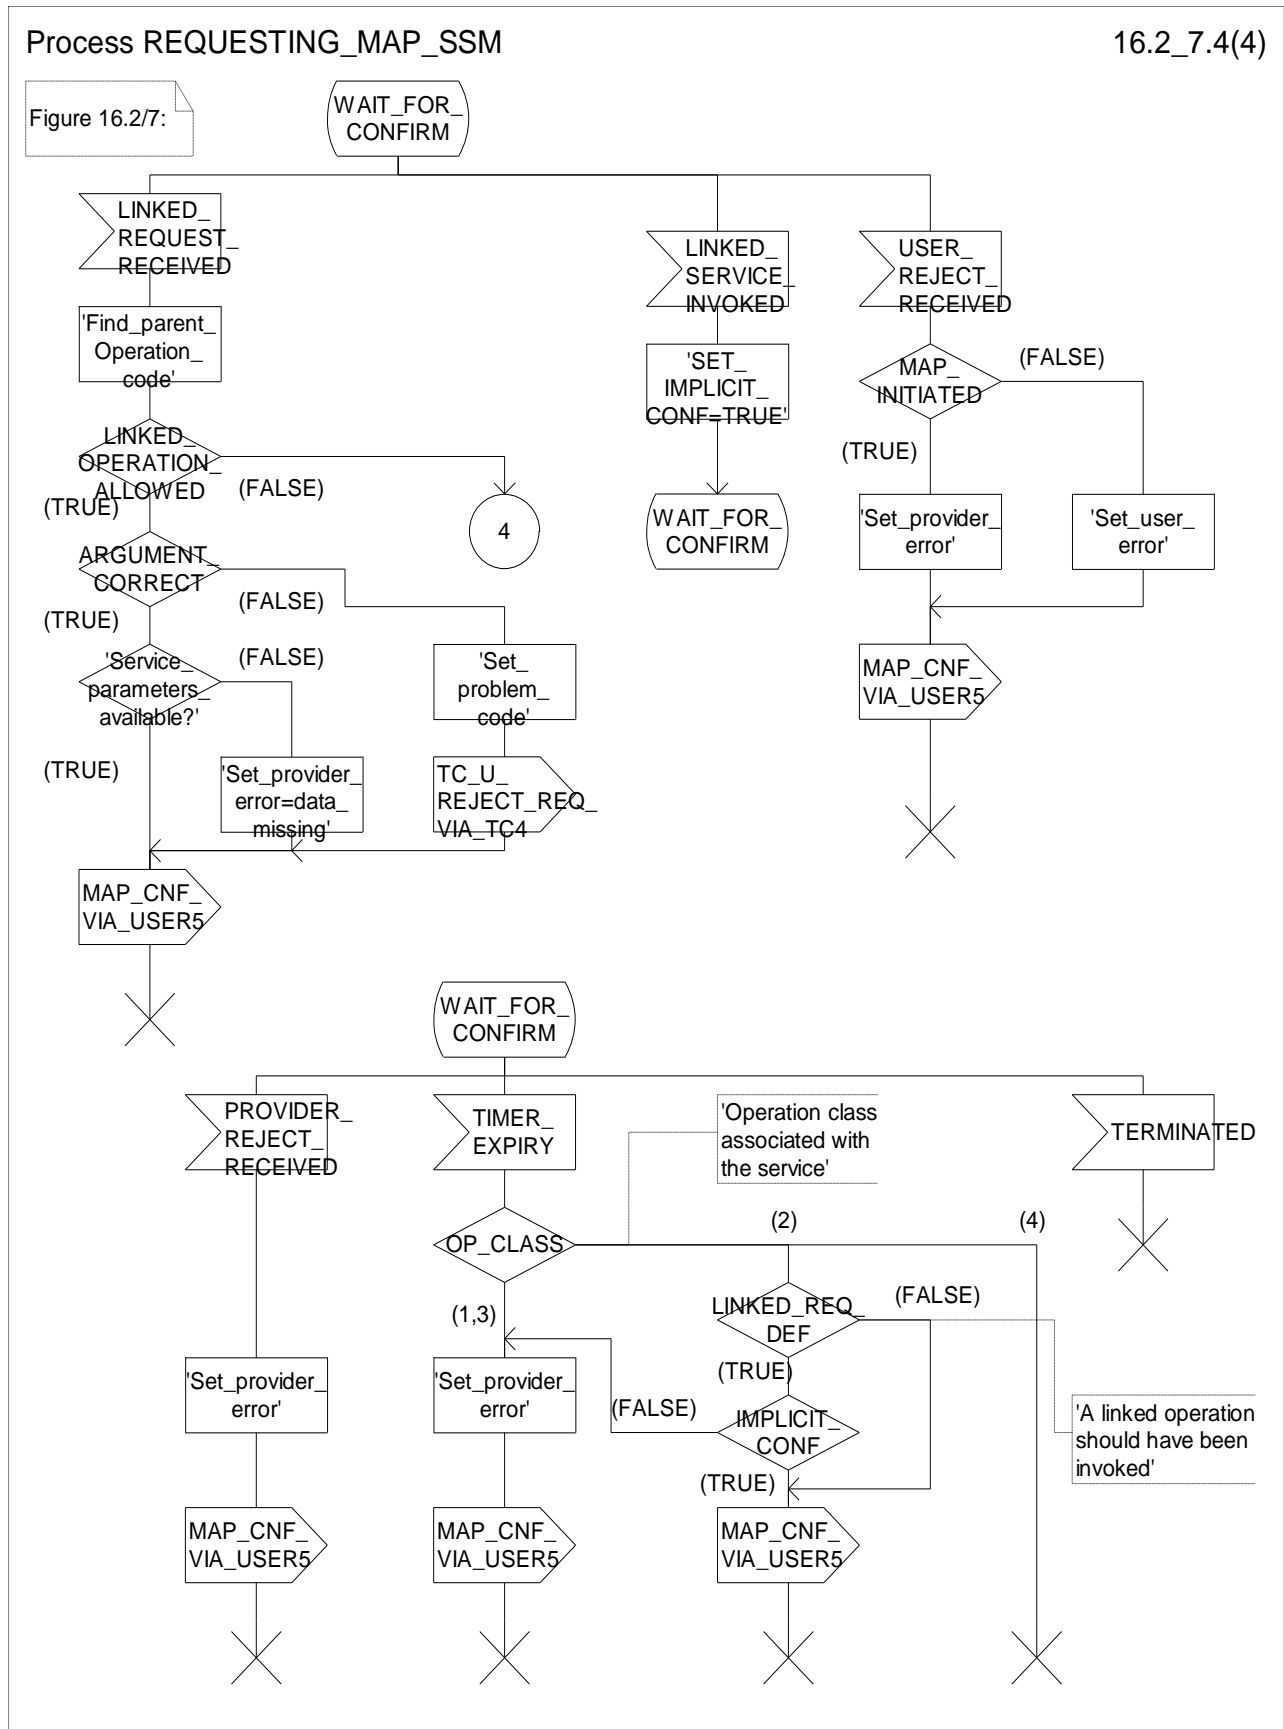 Process REQUESTING_MAP_SSM
16.2_7.4(4)
Figure 16.2/7:
WAIT_FOR_
CONFIRM
LINKED_
REQUEST_
RECEIVED
LINKED_
SERVICE_
INVOKED
USER_
REJECT_
RECEIVED
'Find_parent_
Operation_
code'
'SET_
IMPLICIT_
CONF=TRUE'
MAP_
INITIATED
(FALSE)
(TRUE)
LINKED_
OPERATION_
ALLOWED
(FALSE)
(TRUE)
4
WAIT_FOR_
CONFIRM
'Set_provider_
error'
'Set_user_
error'
ARGUMENT_
CORRECT
(FALSE)
(TRUE)
'Service_
parameters_
available?'
(FALSE)
(TRUE)
'Set_
problem_
code'
MAP_CNF_
VIA_USER5
'Set_provider_
error=data_
missing'
TC_U_
REJECT_REQ_
VIA_TC4
MAP_CNF_
VIA_USER5
WAIT_FOR_
CONFIRM
PROVIDER_
REJECT_
RECEIVED
TIMER_
EXPIRY
'Operation class
associated with
the service'
TERMINATED
OP_CLASS
(2)
(4)
(1,3)
LINKED_REQ_
DEF
(FALSE)
(TRUE)
'Set_provider_
error'
'Set_provider_
error'
(FALSE)
IMPLICIT_
CONF
(TRUE)
'A linked operation
should have been
invoked'
MAP_CNF_
VIA_USER5
MAP_CNF_
VIA_USER5
MAP_CNF_
VIA_USER5